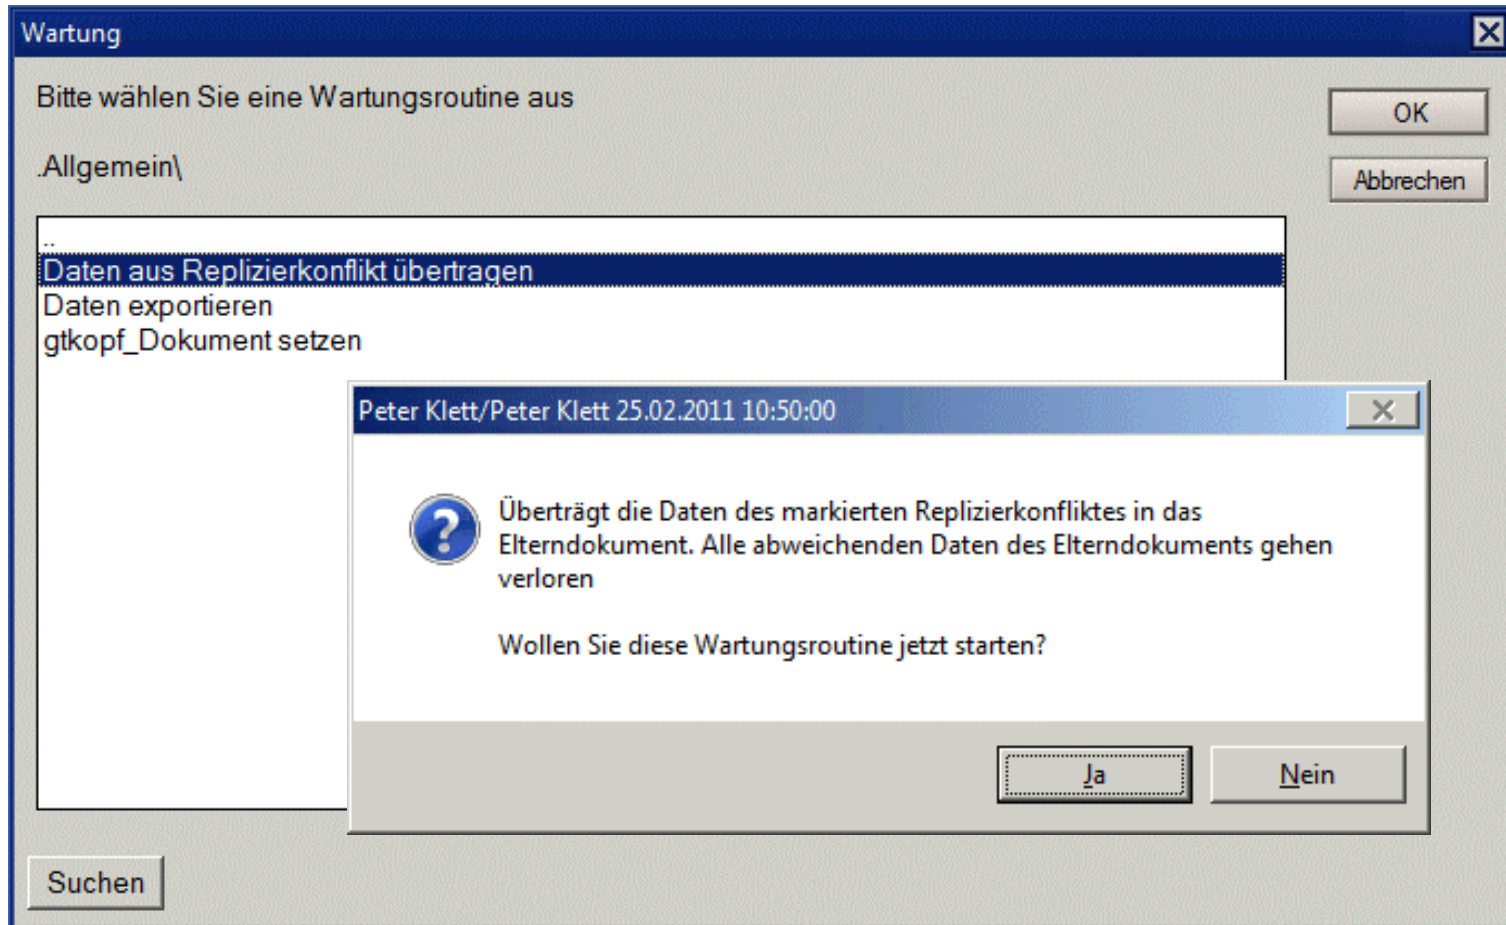 Wartung
Bitte wählen Sie eine Wartungsroutine aus
OK
.Allgemein\
Abbrechen
..
Daten aus Replizierkonflikt übertragen
Daten exportieren
gtkopf_Dokument setzen
Peter Klett/Peter Klett 25.02.2011 10:50:00
Überträgt die Daten des markierten Replizierkonfliktes in das
Elterndokument. Alle abweichenden Daten des Elterndokuments gehen
verloren
Wollen Sie diese Wartungsroutine jetzt starten?
Ja
Nein
Suchen